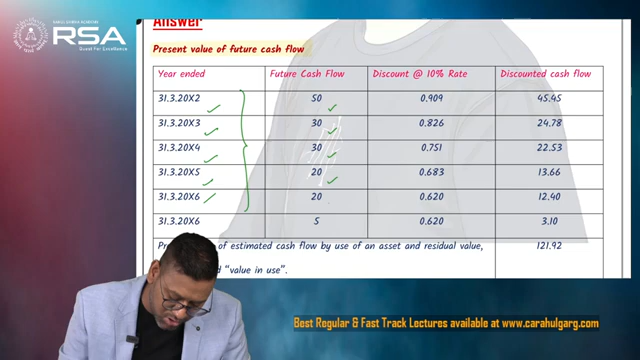 RAHUL GARG ACADEMY
RSA
Quest For Excellence
Answer
Present value of future cash flow
Year ended Future Cash Flow Discount @ 10% Rate Discounted cash flow
31.3.20X2 50 0.909 45.45
31.3.20X3 30 0.826 24.78
31.3.20X4 30 0.751 22.53
31.3.20X5 20 0.683 13.66
31.3.20X6 20 0.620 12.40
31.3.20X6 5 0.620 3.10
of estimated cash flow by use of an asset and residual value, 121.92
"value in use".
Best Regular & Fast Track Lectures available at www.carahulgarg.com